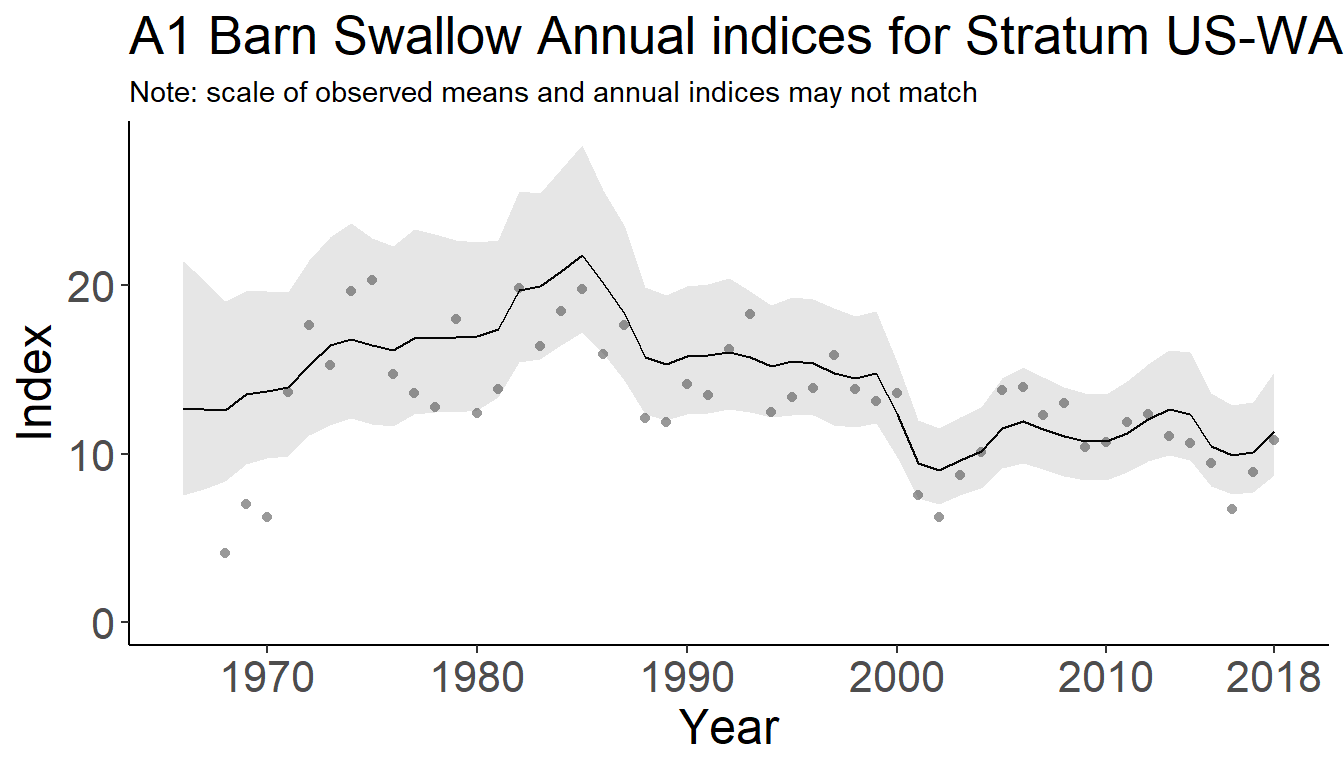 A1 Barn Swallow Annual indices for Stratum US-WA
Note: scale of observed means and annual indices may not match
Index
20
10
0
1970 1980 1990 2000 2010 2018
Year